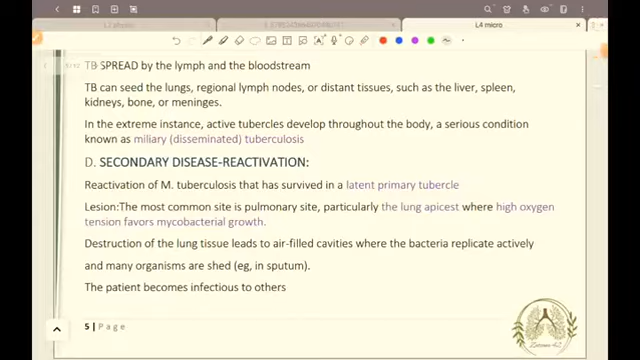 L4 micro
TB SPREAD by the lymph and the bloodstream
TB can seed the lungs, regional lymph nodes, or distant tissues, such as the liver, spleen,
kidneys, bone, or meninges.
In the extreme instance, active tubercles develop throughout the body, a serious condition
known as miliary (disseminated) tuberculosis
D. SECONDARY DISEASE-REACTIVATION:
Reactivation of M. tuberculosis that has survived in a latent primary tubercle
Lesion:The most common site is pulmonary site, particularly the lung apicest where high oxygen
tension favors mycobacterial growth.
Destruction of the lung tissue leads to air-filled cavities where the bacteria replicate actively
and many organisms are shed (eg, in sputum).
The patient becomes infectious to others
5 | Page